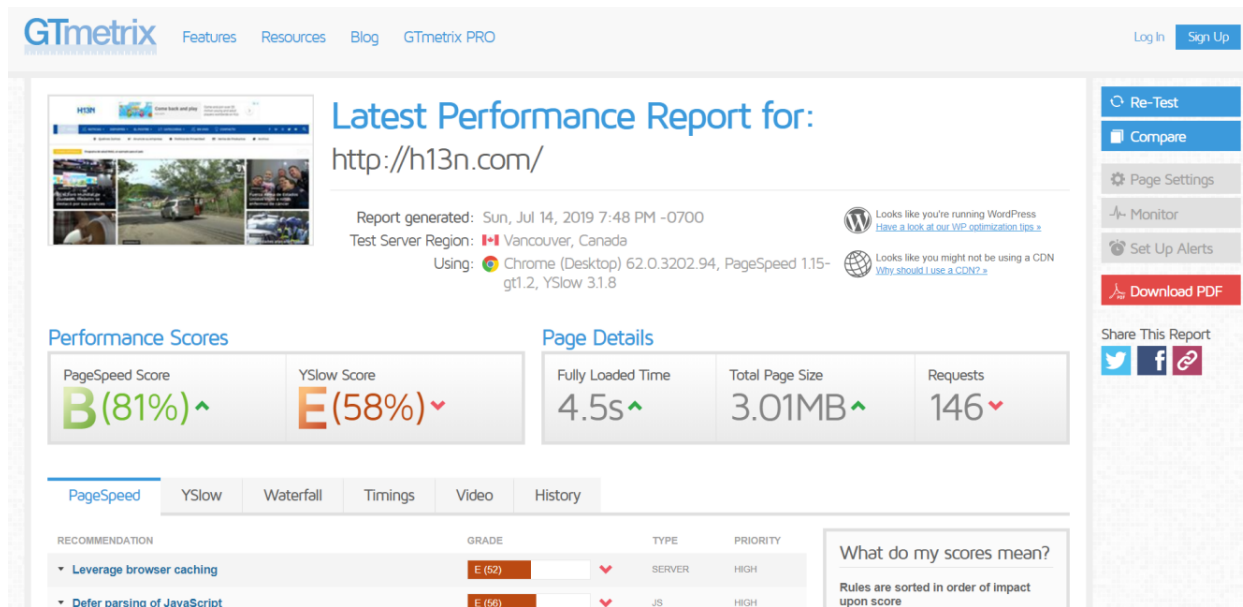 GTmetrix
Features Resources Blog GTmetrix PRO
Log In Sign Up
H13N
Come back and play
Latest Performance Report for:
http://h13n.com/
Report generated: Sun, Jul 14, 2019 7:48 PM -0700
Test Server Region: Vancouver, Canada
Using: Chrome (Desktop) 62.0.3202.94, PageSpeed 1.15-
gt1.2, YSlow 3.1.8
Looks like you're running WordPress
Have a look at our WP optimization tips »
Looks like you might not be using a CDN
Why should I use a CDN? »
Re-Test
Compare
Page Settings
Monitor
Set Up Alerts
Download PDF
Share This Report
Performance Scores
PageSpeed Score
B (81%)
YSlow Score
E (58%)
Page Details
Fully Loaded Time
4.5s
Total Page Size
3.01MB
Requests
146
PageSpeed YSlow Waterfall Timings Video History
RECOMMENDATION GRADE TYPE PRIORITY
Leverage browser caching E (52) SERVER HIGH
Defer parsing of JavaScript E (56) JS HIGH
What do my scores mean?
Rules are sorted in order of impact
upon score